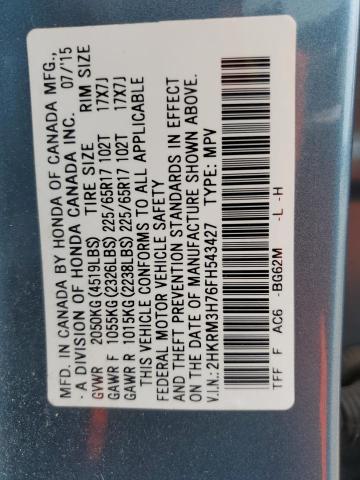 MFD. IN CANADA BY HONDA OF CANADA MFG.,
A DIVISION OF HONDA CANADA INC. 07/'15
GVWR 2050KG(4519LBS) TIRE SIZE RIM SIZE
GAWR F 1055KG(2326LBS) 225/65R17 102T 17X7J
GAWR R 1015KG(2238LBS) 225/65R17 102T 17X7J
THIS VEHICLE CONFORMS TO ALL APPLICABLE
FEDERAL MOTOR VEHICLE SAFETY
AND THEFT PREVENTION STANDARDS IN EFFECT
ON THE DATE OF MANUFACTURE SHOWN ABOVE.
V.I.N.: 2HKRM3H76FH543427 TYPE: MPV
TFF F AC6 -BG62M -L -H